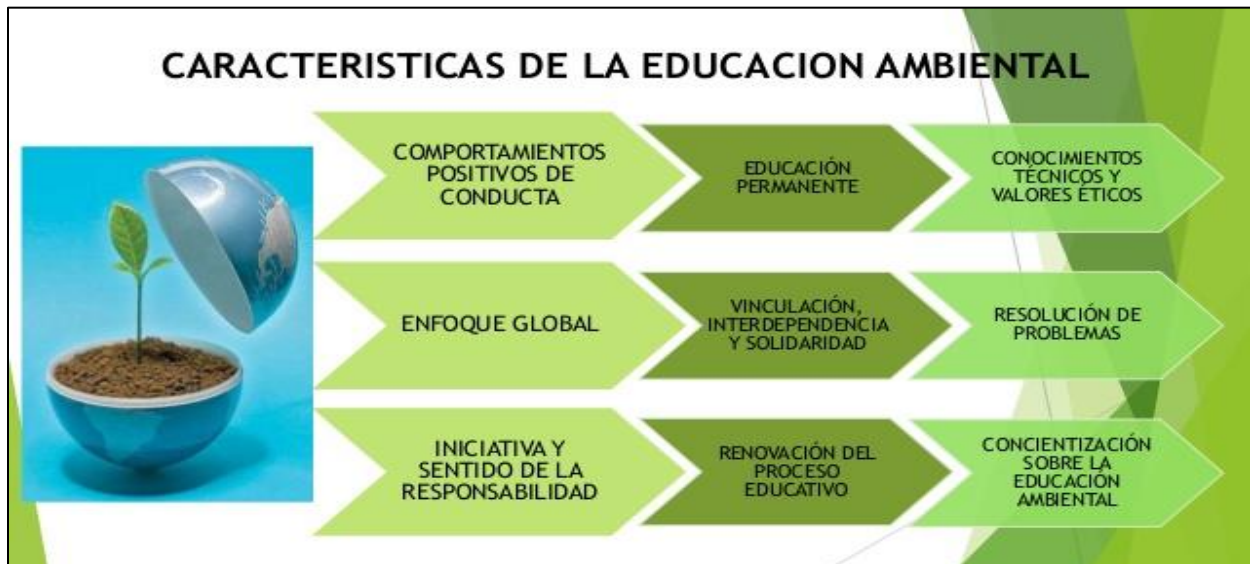 CARACTERISTICAS DE LA EDUCACION AMBIENTAL
COMPORTAMIENTOS
POSITIVOS DE
CONDUCTA
EDUCACIÓN
PERMANENTE
CONOCIMIENTOS
TÉCNICOS Y
VALORES ÉTICOS
ENFOQUE GLOBAL
VINCULACIÓN,
INTERDEPENDENCIA
Y SOLIDARIDAD
RESOLUCIÓN DE
PROBLEMAS
INICIATIVA Y
SENTIDO DE LA
RESPONSABILIDAD
RENOVACIÓN DEL
PROCESO
EDUCATIVO
CONCIENTIZACIÓN
SOBRE LA
EDUCACIÓN
AMBIENTAL